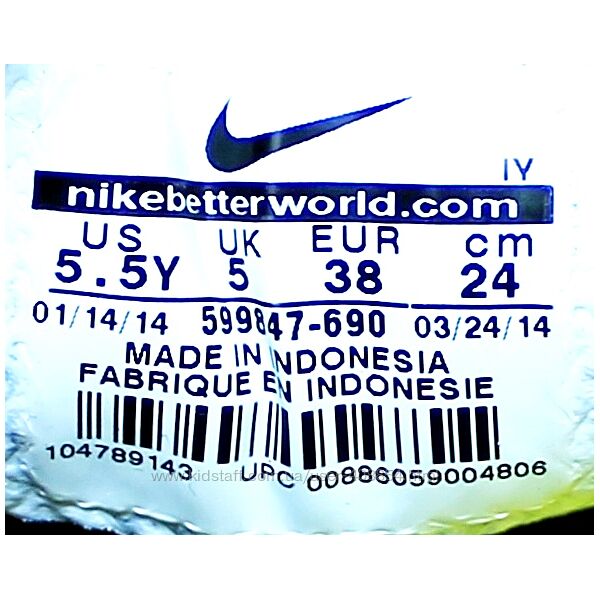 IY
nikebetterworld.com
US UK EUR cm
5.5Y 5 38 24
01/14/14 599847-690 03/24/14
MADE IN INDONESIA
FABRIQUE EN INDONESIE
104789143 UPC 00886059004806